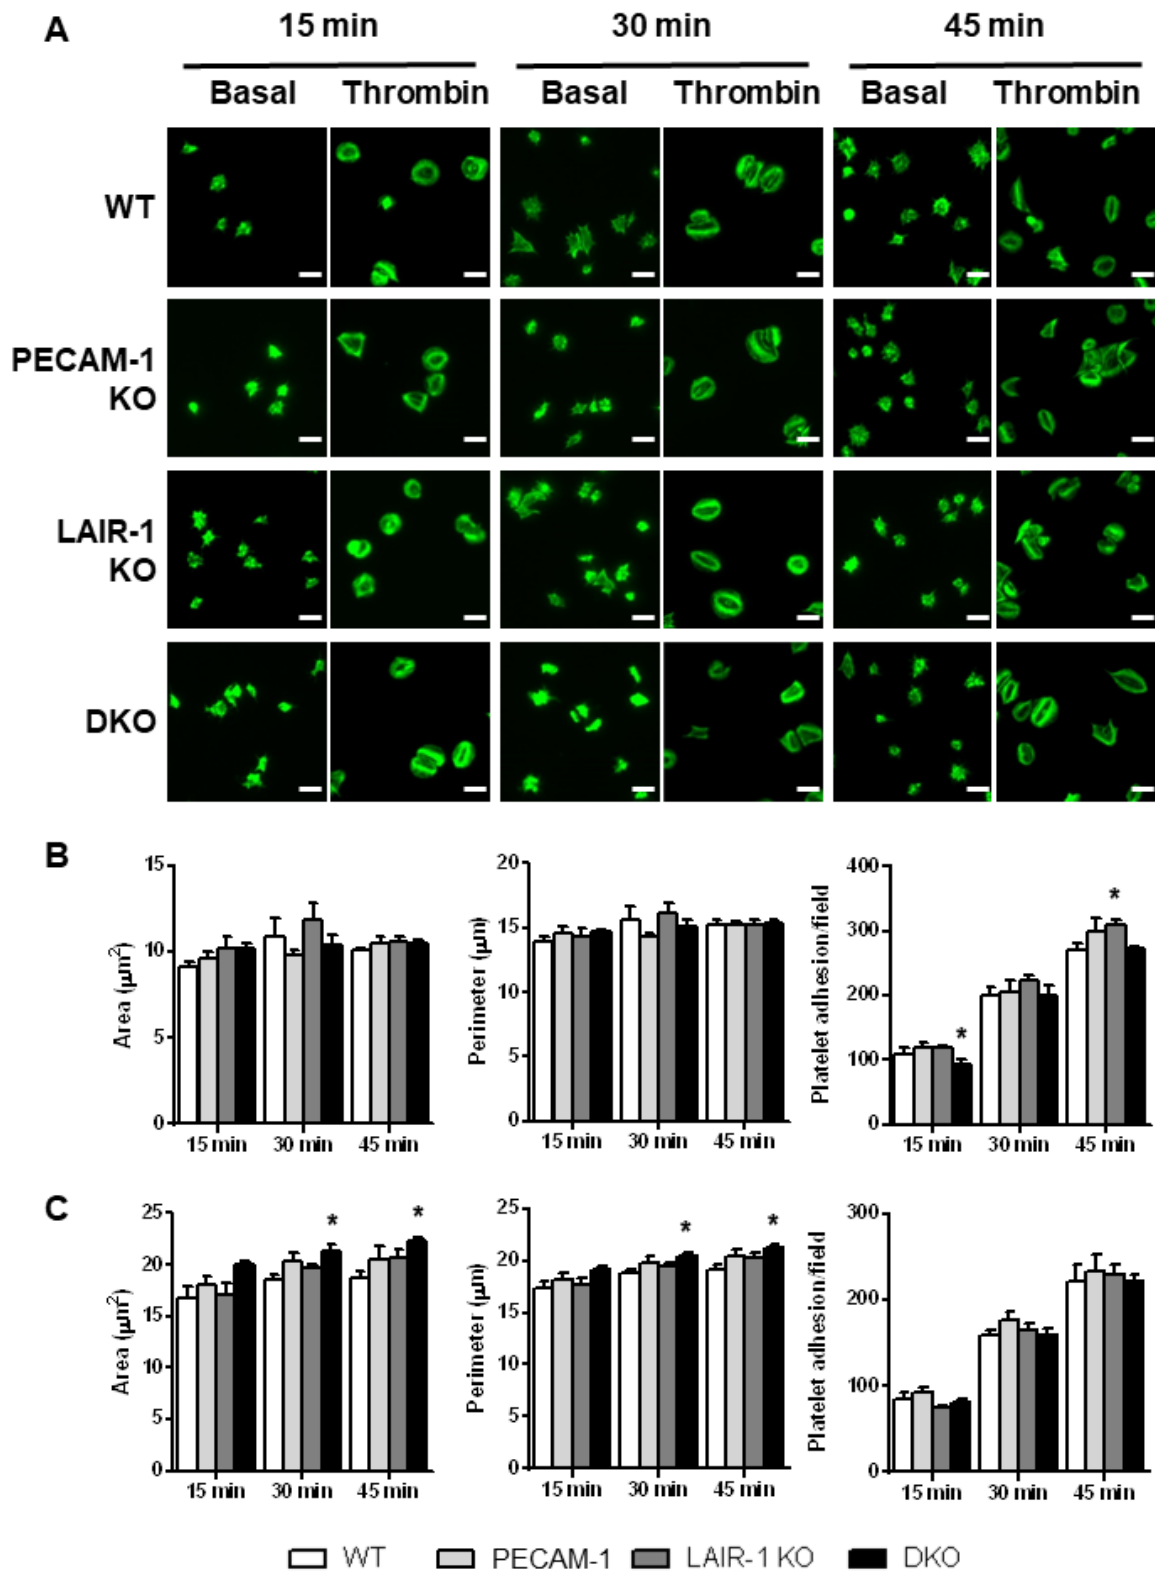 A
15 min 30 min 45 min
Basal Thrombin Basal Thrombin Basal Thrombin
WT
PECAM-1
KO
LAIR-1
KO
DKO
B
Area (μm²)
15
10
5
0
15 min 30 min 45 min
Perimeter (μm)
20
15
10
5
0
15 min 30 min 45 min
Platelet adhesion/field
400
300
200
100
0
* *
15 min 30 min 45 min
C
Area (μm²)
25
20
15
10
5
0
* *
15 min 30 min 45 min
Perimeter (μm)
25
20
15
10
5
0
* *
15 min 30 min 45 min
Platelet adhesion/field
300
200
100
0
15 min 30 min 45 min
WT PECAM-1 LAIR-1 KO DKO